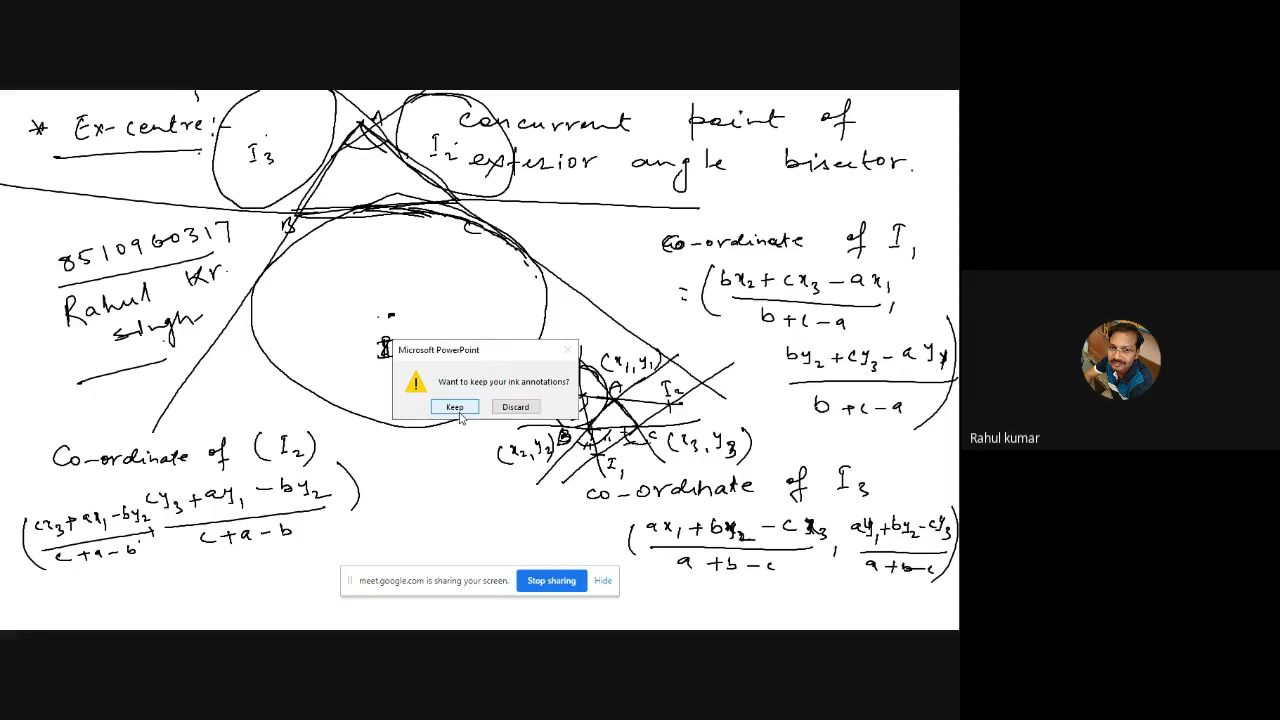 * Ex-centre:- concurrent point of
exterior angle bisector.
I3
I2
A
B
C
8510960317
Rahul Kr.
Singh
Co-ordinate of I1
= (bx2 + cx3 - ax1,
b + c - a
by2 + cy3 - ay1)
b + c - a
Microsoft PowerPoint
Want to keep your ink annotations?
Keep Discard
(x1, y1)
A
I2
B
C
(x2, y2)
(x3, y3)
I1
Co-ordinate of (I2)
(cx3 + ax1 - by2 cy3 + ay1 - by2)
c + a - b c + a - b
co-ordinate of I3
(ax1 + bx2 - cx3, ay1 + by2 - cy3)
a + b - c a + b - c
meet.google.com is sharing your screen. Stop sharing Hide
Rahul kumar